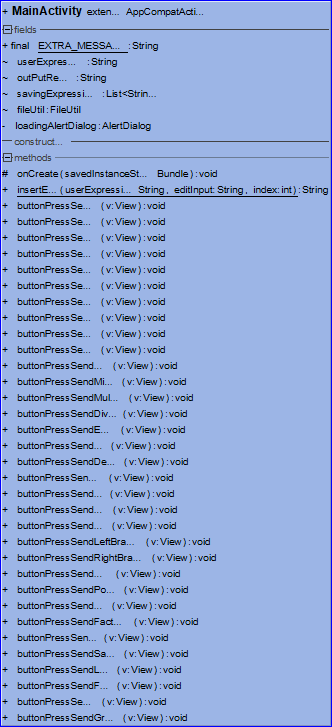 + MainActivity exten... AppCompatActi...
fields
+ final EXTRA_MESSA... : String
~ userExpres... : String
~ outPutRe... : String
~ savingExpressi... : List<Strin...
~ fileUtil : FileUtil
- loadingAlertDialog : AlertDialog
construct...
methods
# onCreate ( savedInstanceSt... Bundle ) : void
+ insertE... ( userExpressi... String , editInput : String , index : int ) : String
+ buttonPressSe... ( v : View ) : void
+ buttonPressSe... ( v : View ) : void
+ buttonPressSe... ( v : View ) : void
+ buttonPressSe... ( v : View ) : void
+ buttonPressSe... ( v : View ) : void
+ buttonPressSe... ( v : View ) : void
+ buttonPressSe... ( v : View ) : void
+ buttonPressSe... ( v : View ) : void
+ buttonPressSe... ( v : View ) : void
+ buttonPressSe... ( v : View ) : void
+ buttonPressSend... ( v : View ) : void
+ buttonPressSendMi... ( v : View ) : void
+ buttonPressSendMul... ( v : View ) : void
+ buttonPressSendDiv... ( v : View ) : void
+ buttonPressSendE... ( v : View ) : void
+ buttonPressSend... ( v : View ) : void
+ buttonPressSendDe... ( v : View ) : void
+ buttonPressSen... ( v : View ) : void
+ buttonPressSend... ( v : View ) : void
+ buttonPressSend... ( v : View ) : void
+ buttonPressSend... ( v : View ) : void
+ buttonPressSendLeftBra... ( v : View ) : void
+ buttonPressSendRightBra... ( v : View ) : void
+ buttonPressSend... ( v : View ) : void
+ buttonPressSendPo... ( v : View ) : void
+ buttonPressSend... ( v : View ) : void
+ buttonPressSendFact... ( v : View ) : void
+ buttonPressSen... ( v : View ) : void
+ buttonPressSendSa... ( v : View ) : void
+ buttonPressSendL... ( v : View ) : void
+ buttonPressSendF... ( v : View ) : void
+ buttonPressSe... ( v : View ) : void
+ buttonPressSendGr... ( v : View ) : void